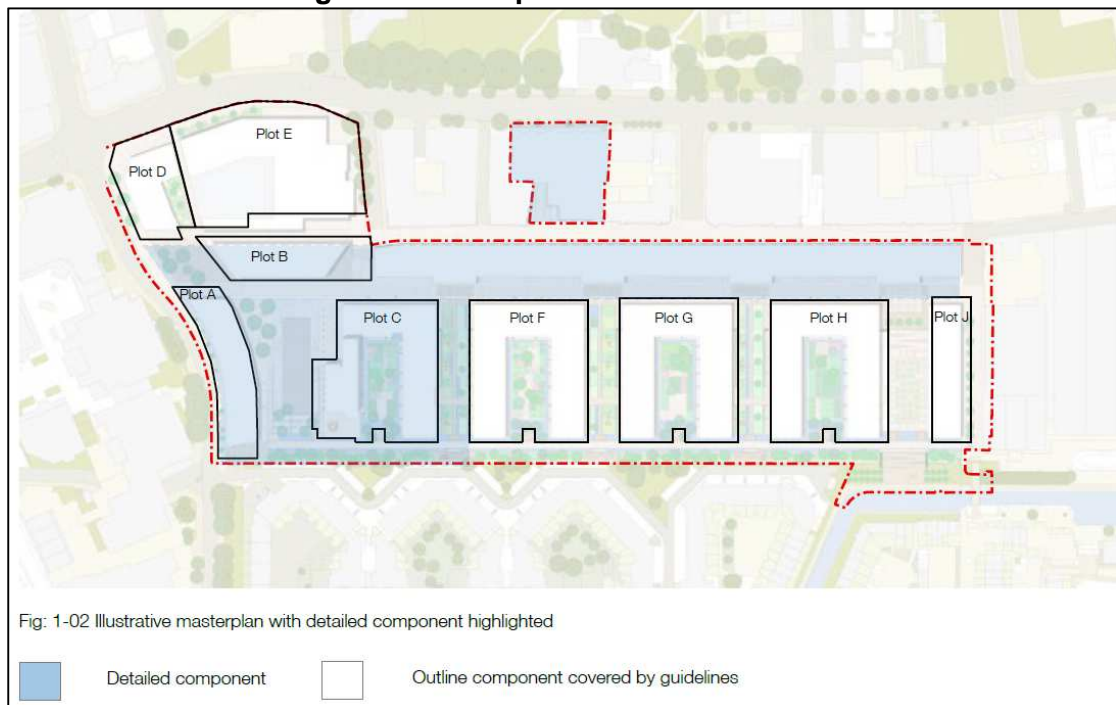 Plot E
Plot D
Plot B
Plot A
Plot C
Plot F
Plot G
Plot H
Plot J
Fig: 1-02 Illustrative masterplan with detailed component highlighted
Detailed component
Outline component covered by guidelines